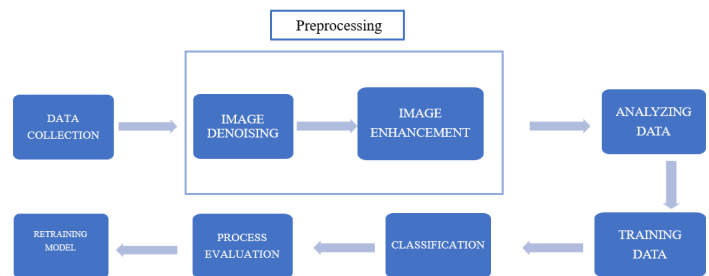 Preprocessing
DATA
COLLECTION
IMAGE
DENOISING
IMAGE
ENHANCEMENT
ANALYZING
DATA
TRAINING
DATA
CLASSIFICATION
PROCESS
EVALUATION
RETRAINING
MODEL